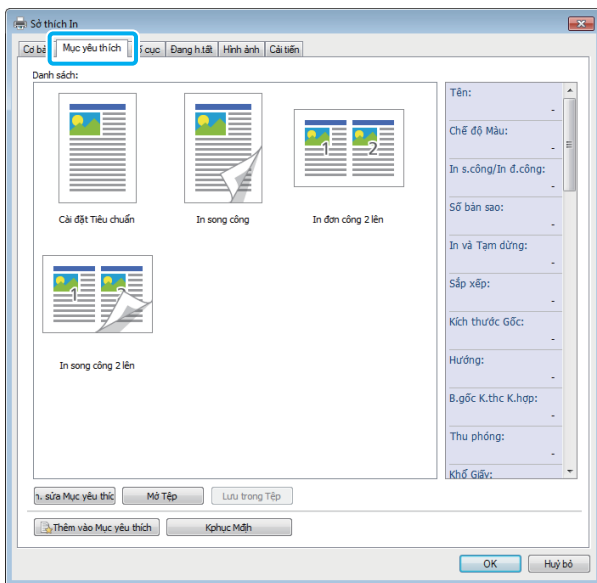 Sở thích In
Cơ bả Mục yêu thích ố cục Đang h.tất Hình ảnh Cải tiến
Danh sách:
Cài đặt Tiêu chuẩn
In song công
1 2
In đơn công 2 lên
1 2
In song công 2 lên
Tên:
-
Chế độ Màu:
-
In s.công/In đ.công:
-
Số bản sao:
-
In và Tạm dừng:
-
Sắp xếp:
-
Kích thước Gốc:
-
Hướng:
-
B.gốc K.thc K.hợp:
-
Thu phóng:
-
Khổ Giấy:
h. sửa Mục yêu thíc Mở Tệp Lưu trong Tệp
Thêm vào Mục yêu thích Kphục Mđịh
OK Huỷ bỏ